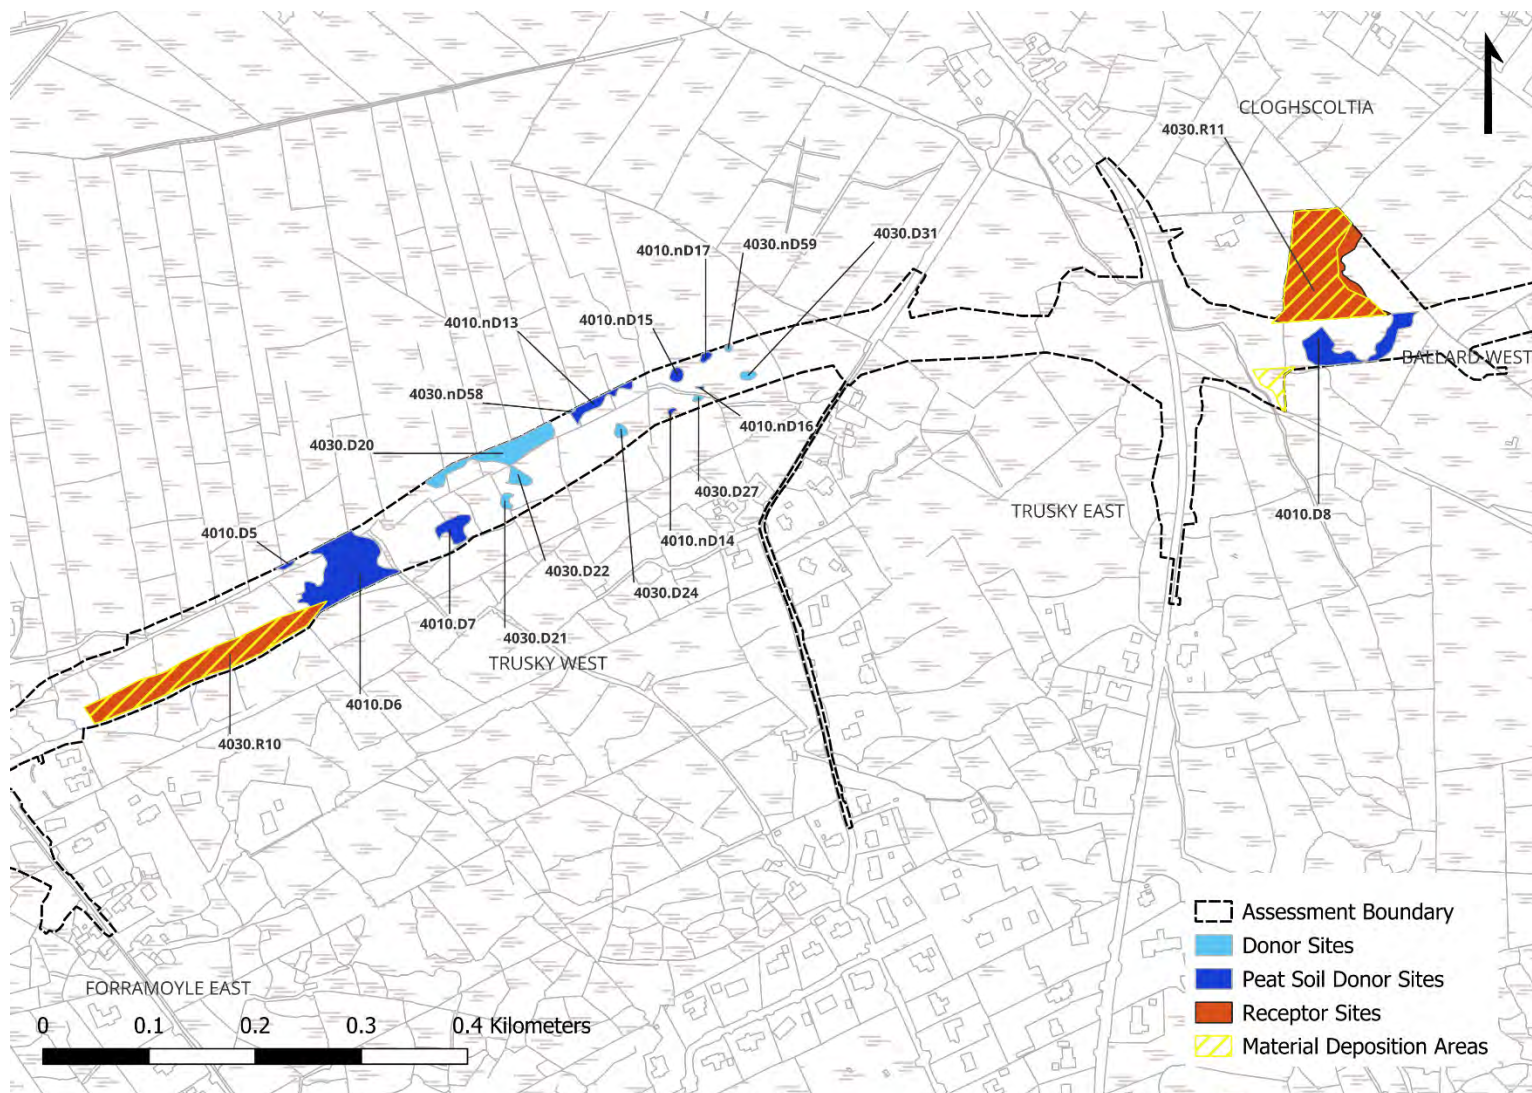 CLOGHSCOLTIA
4030.R11
4030.D31
4030.nD59
4010.nD17
4010.nD15
4010.nD13
BALLARD WEST
4030.nD58
4010.nD16
4030.D20
4030.D27
TRUSKY EAST
4010.D8
4010.D5
4010.nD14
4030.D22
4030.D24
4010.D7
4030.D21
TRUSKY WEST
4010.D6
4030.R10
Assessment Boundary
Donor Sites
Peat Soil Donor Sites
Receptor Sites
Material Deposition Areas
FORRAMOYLE EAST
0 0.1 0.2 0.3 0.4 Kilometers